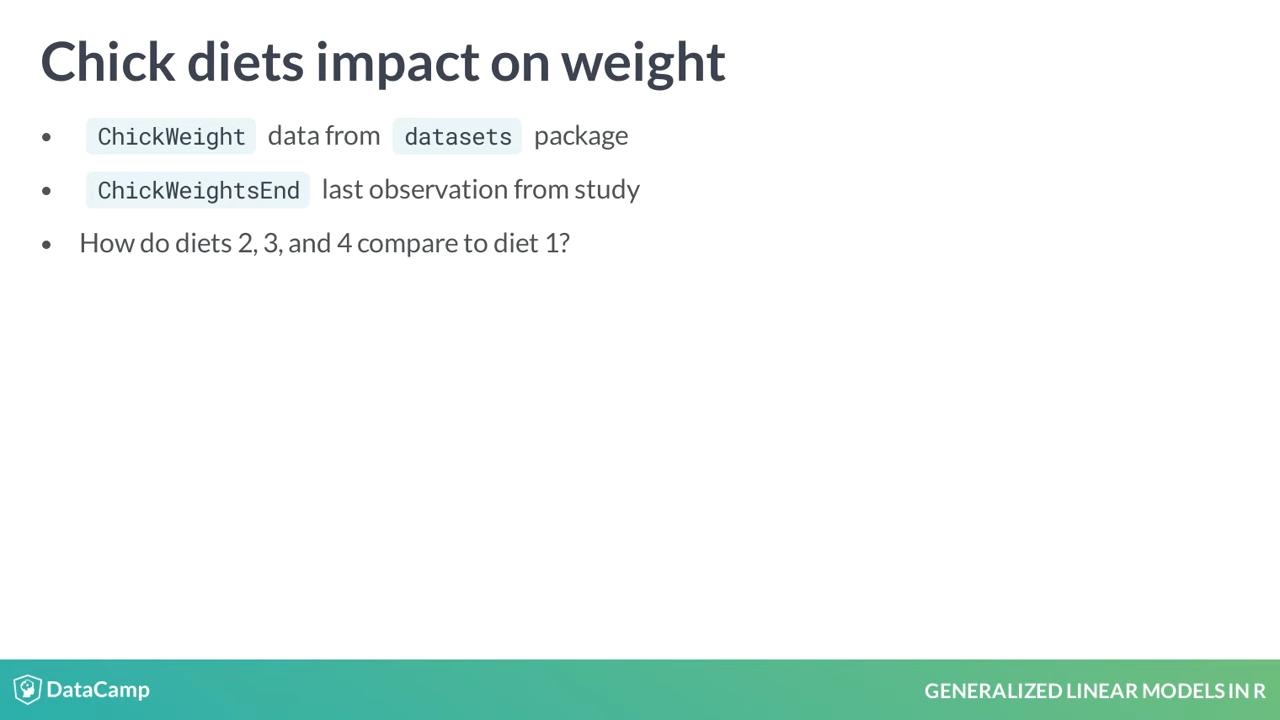 Chick diets impact on weight
• ChickWeight data from datasets package
• ChickWeightsEnd last observation from study
• How do diets 2, 3, and 4 compare to diet 1?
DataCamp
GENERALIZED LINEAR MODELS IN R